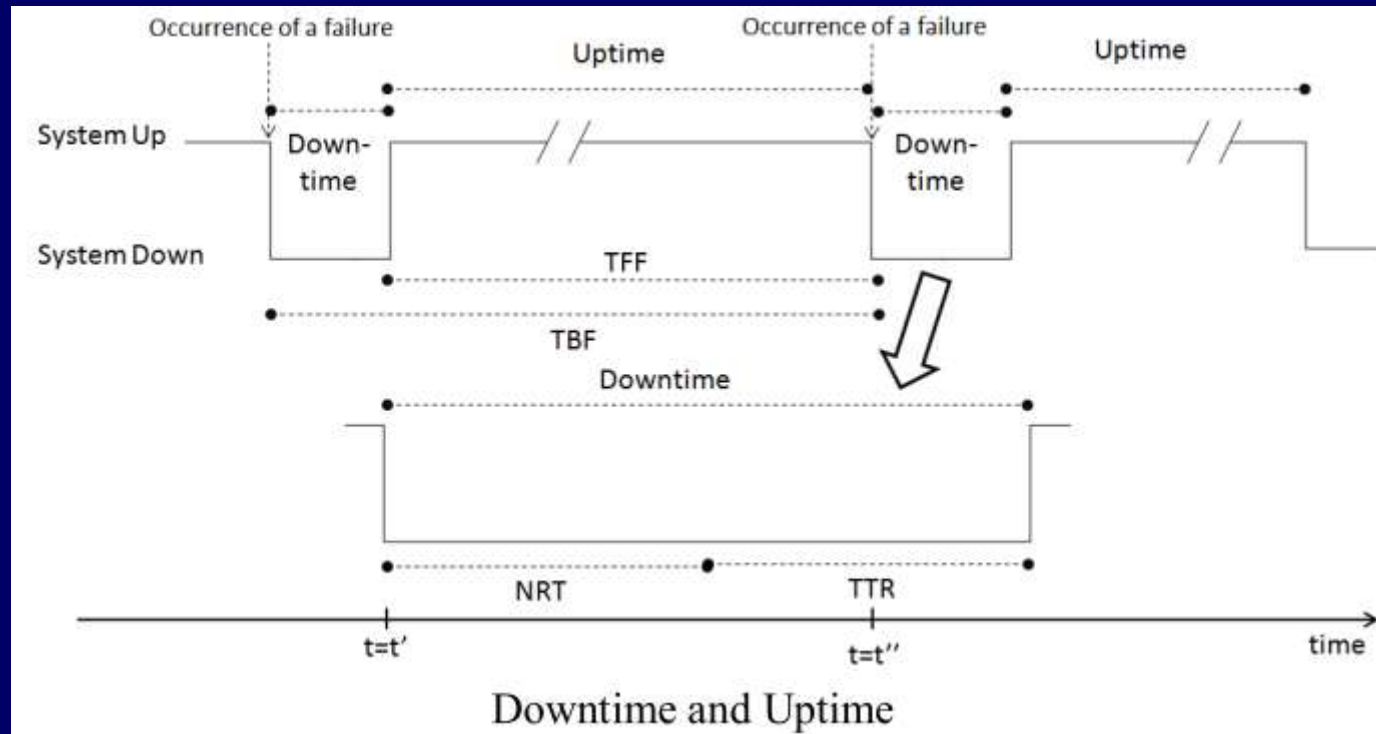 Occurrence of a failure
Occurrence of a failure
Uptime
Uptime
System Up
Down-
time
Down-
time
System Down
TFF
TBF
Downtime
NRT
TTR
t=t'
t=t''
time
Downtime and Uptime